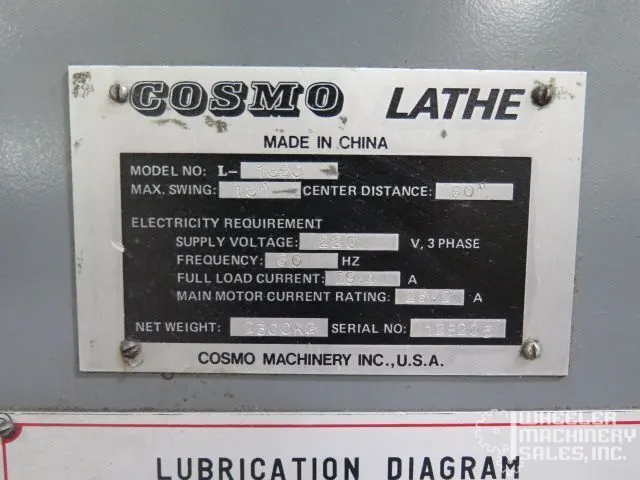 COSMO LATHE
MADE IN CHINA
MODEL NO: L-
MAX. SWING: CENTER DISTANCE: 60"
ELECTRICITY REQUIREMENT
SUPPLY VOLTAGE: 220 V, 3 PHASE
FREQUENCY: 60 HZ
FULL LOAD CURRENT: A
MAIN MOTOR CURRENT RATING: A
NET WEIGHT: SERIAL NO:
COSMO MACHINERY INC., U.S.A.
LUBRICATION DIAGRAM
WHEELER
MACHINERY
SALES, INC.